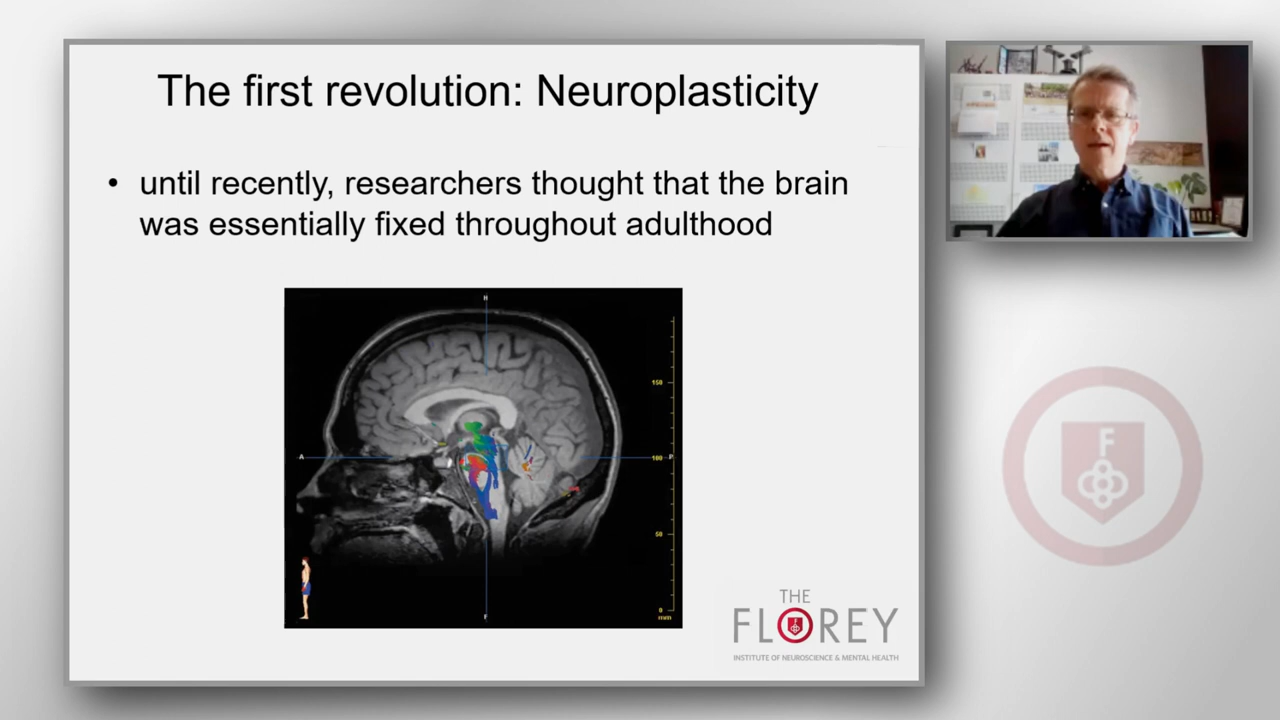 The first revolution: Neuroplasticity
• until recently, researchers thought that the brain
was essentially fixed throughout adulthood
H
150
A
100
P
50
0
mm
F
THE
FLOREY
INSTITUTE OF NEUROSCIENCE & MENTAL HEALTH
F